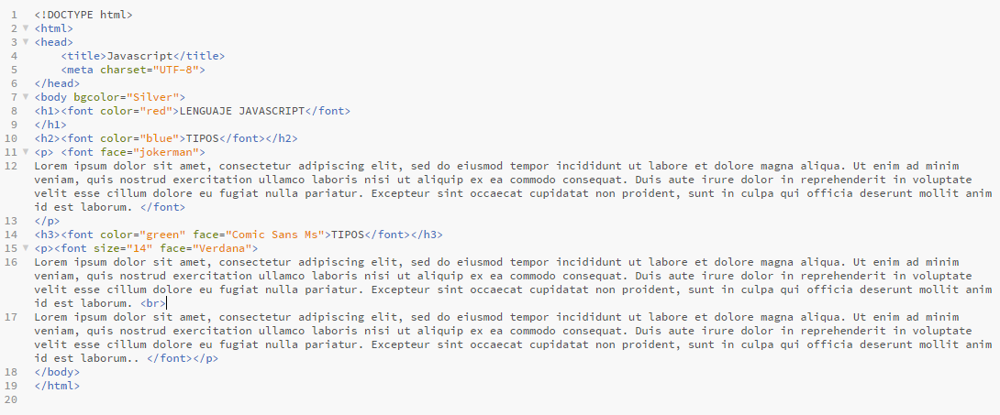 1 <!DOCTYPE html>
2 <html>
3 <head>
4     <title>Javascript</title>
5     <meta charset="UTF-8">
6 </head>
7 <body bgcolor="Silver">
8 <h1><font color="red">LENGUAJE JAVASCRIPT</font>
9 </h1>
10 <h2><font color="blue">TIPOS</font></h2>
11 <p> <font face="jokerman">
12 Lorem ipsum dolor sit amet, consectetur adipiscing elit, sed do eiusmod tempor incididunt ut labore et dolore magna aliqua. Ut enim ad minim
veniam, quis nostrud exercitation ullamco laboris nisi ut aliquip ex ea commodo consequat. Duis aute irure dolor in reprehenderit in voluptate
velit esse cillum dolore eu fugiat nulla pariatur. Excepteur sint occaecat cupidatat non proident, sunt in culpa qui officia deserunt mollit anim
id est laborum. </font>
13 </p>
14 <h3><font color="green" face="Comic Sans Ms">TIPOS</font></h3>
15 <p><font size="14" face="Verdana">
16 Lorem ipsum dolor sit amet, consectetur adipiscing elit, sed do eiusmod tempor incididunt ut labore et dolore magna aliqua. Ut enim ad minim
veniam, quis nostrud exercitation ullamco laboris nisi ut aliquip ex ea commodo consequat. Duis aute irure dolor in reprehenderit in voluptate
velit esse cillum dolore eu fugiat nulla pariatur. Excepteur sint occaecat cupidatat non proident, sunt in culpa qui officia deserunt mollit anim
id est laborum. <br>
17 Lorem ipsum dolor sit amet, consectetur adipiscing elit, sed do eiusmod tempor incididunt ut labore et dolore magna aliqua. Ut enim ad minim
veniam, quis nostrud exercitation ullamco laboris nisi ut aliquip ex ea commodo consequat. Duis aute irure dolor in reprehenderit in voluptate
velit esse cillum dolore eu fugiat nulla pariatur. Excepteur sint occaecat cupidatat non proident, sunt in culpa qui officia deserunt mollit anim
id est laborum.. </font></p>
18 </body>
19 </html>
20